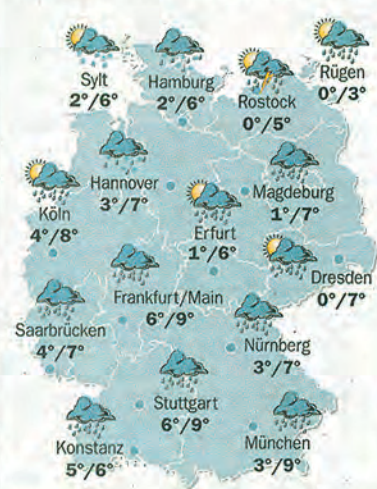 Sylt
2°/6°
Hamburg
2°/6°
Rostock
0°/5°
Rügen
0°/3°
Hannover
3°/7°
Magdeburg
1°/7°
Köln
4°/8°
Erfurt
1°/6°
Dresden
0°/7°
Frankfurt/Main
6°/9°
Saarbrücken
4°/7°
Nürnberg
3°/7°
Stuttgart
6°/9°
Konstanz
5°/6°
München
3°/9°